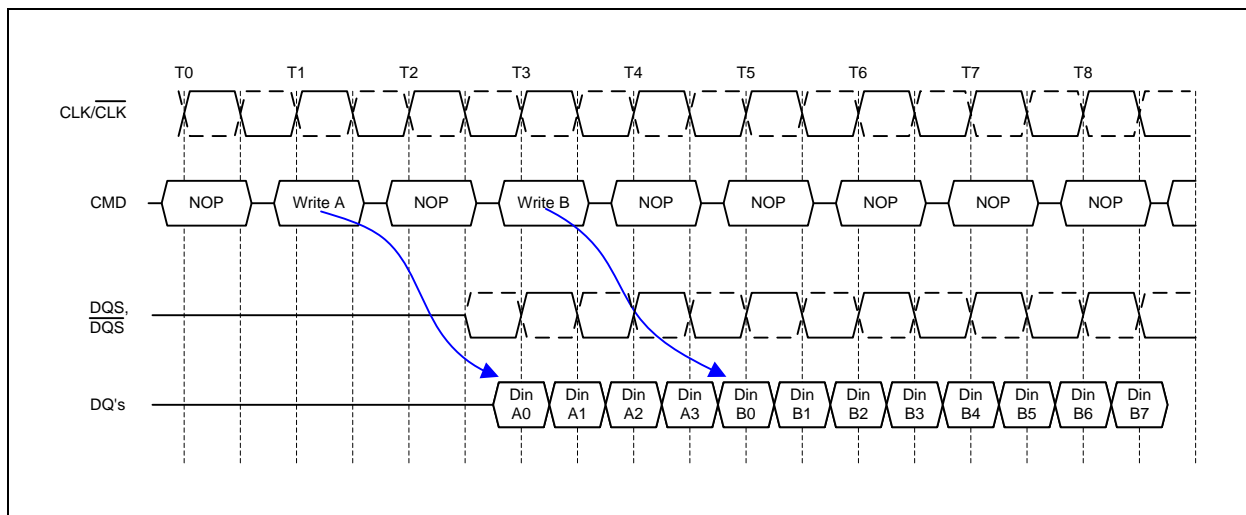 T0 T1 T2 T3 T4 T5 T6 T7 T8
CLK/C̅L̅K̅
CMD NOP Write A NOP Write B NOP NOP NOP NOP NOP
DQS,
D̅Q̅S̅
DQ's
Din Din Din Din Din Din Din Din Din Din Din Din
A0 A1 A2 A3 B0 B1 B2 B3 B4 B5 B6 B7